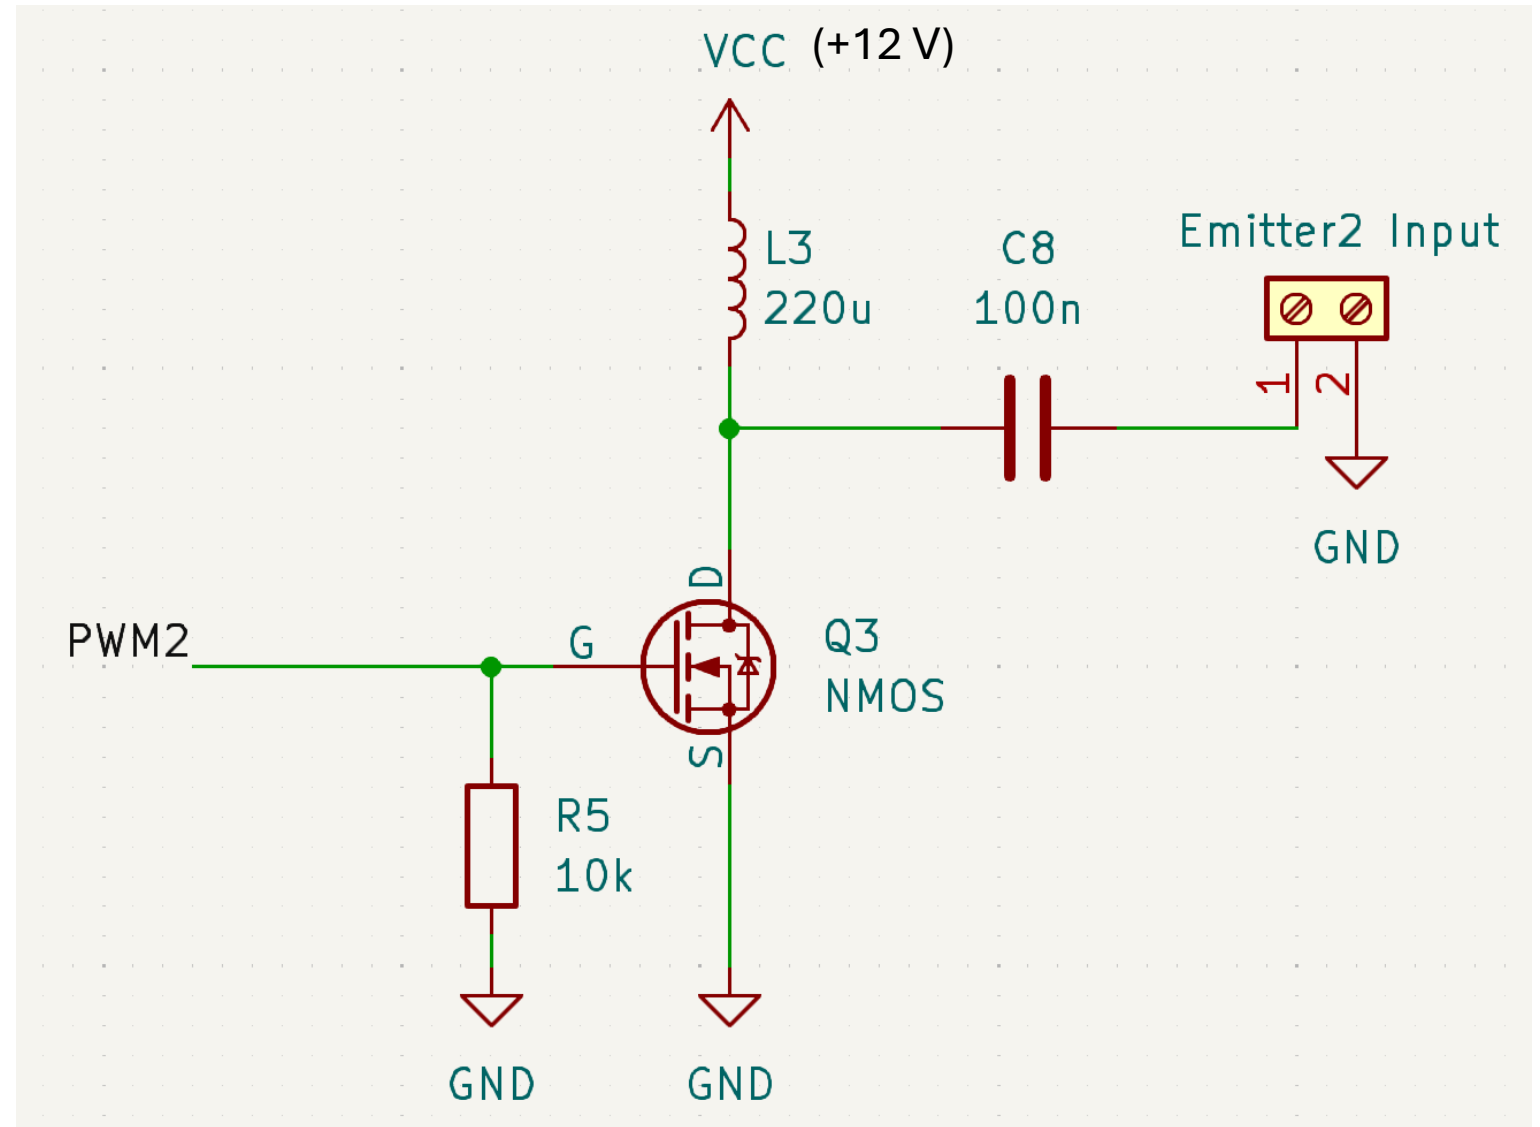 VCC (+12 V)
L3
220u
C8
100n
Emitter2 Input
1
2
GND
D
PWM2
G
Q3
NMOS
S
R5
10k
GND
GND